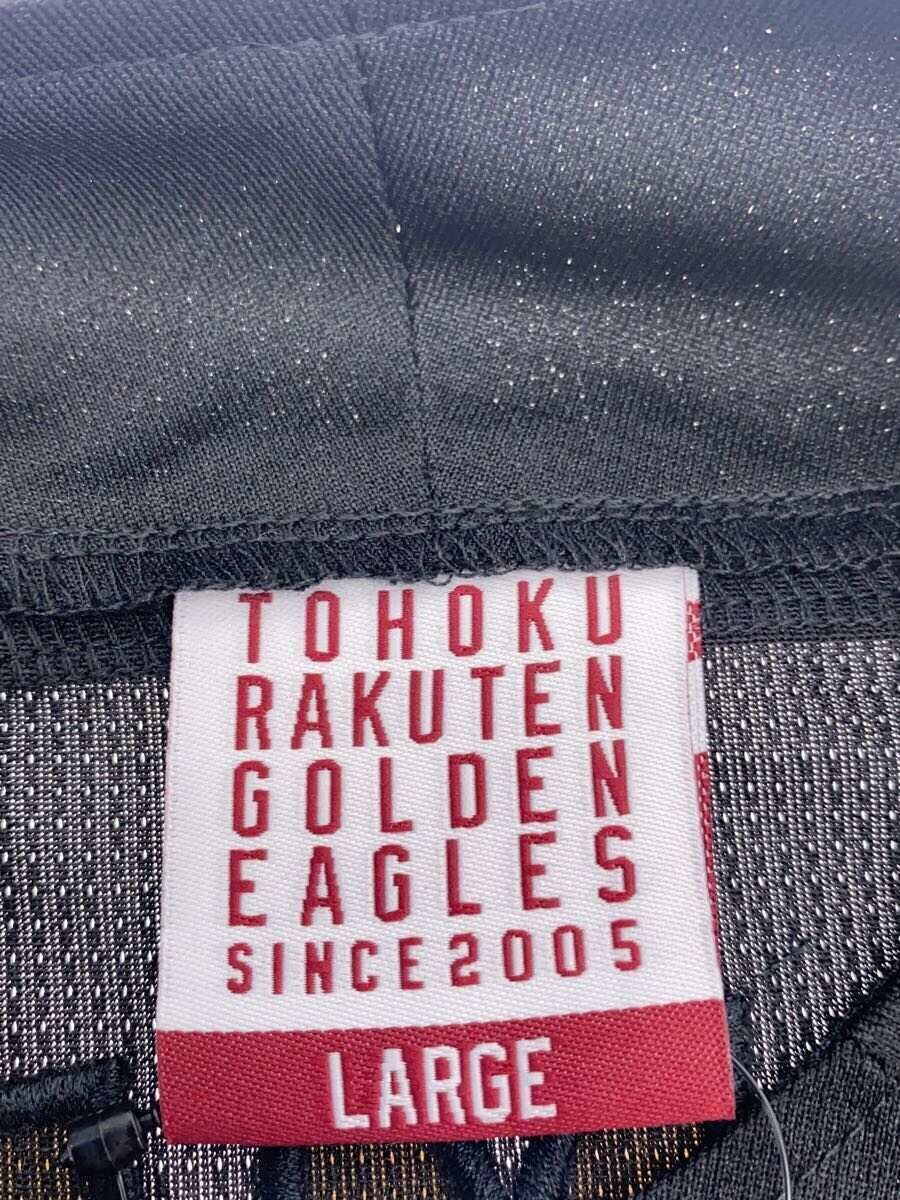 TOHOKU
RAKUTEN
GOLDEN
EAGLES
SINCE2005
LARGE